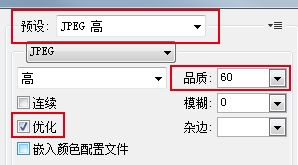 预设: JPEG 高
JPEG
高 品质: 60
连续 模糊: 0
优化 杂边:
嵌入颜色配置文件